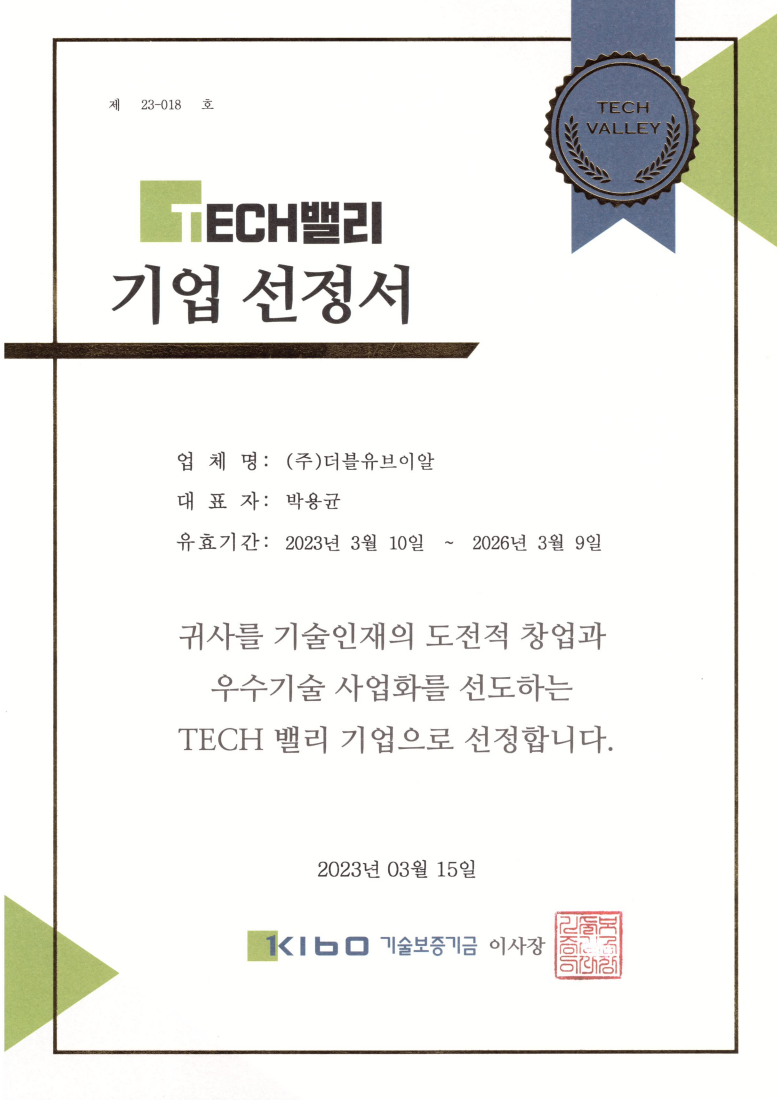 제 23-018 호
TECH
VALLEY
TECH밸리
기업 선정서
업 체 명: (주)더블유브이알
대 표 자: 박용균
유효기간: 2023년 3월 10일 ~ 2026년 3월 9일
귀사를 기술인재의 도전적 창업과
우수기술 사업화를 선도하는
TECH 밸리 기업으로 선정합니다.
2023년 03월 15일
KIBO 기술보증기금 이사장